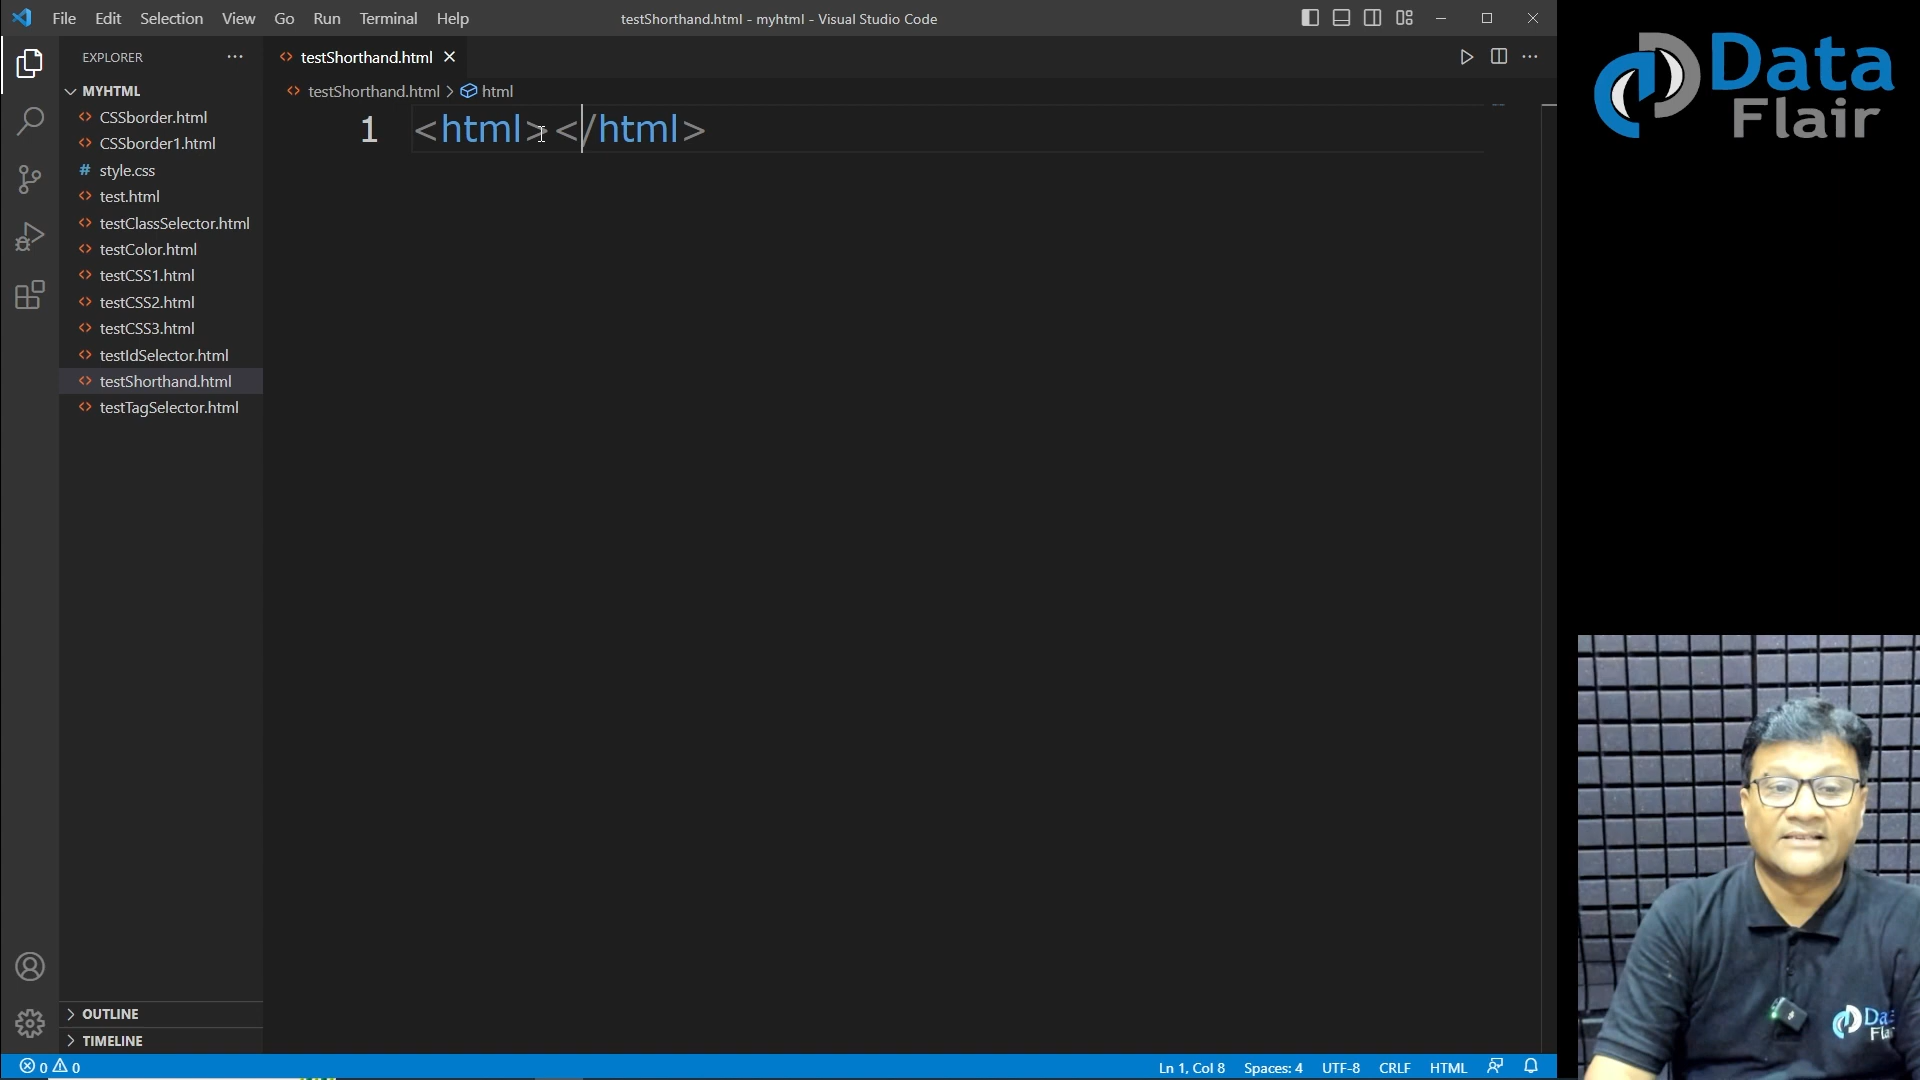 File Edit Selection View Go Run Terminal Help
testShorthand.html - myhtml - Visual Studio Code
EXPLORER
MYHTML
CSSborder.html
CSSborder1.html
# style.css
test.html
testClassSelector.html
testColor.html
testCSS1.html
testCSS2.html
testCSS3.html
testIdSelector.html
testShorthand.html
testTagSelector.html
OUTLINE
TIMELINE
testShorthand.html
testShorthand.html > html
1 <html></html>
0 0
Ln 1, Col 8 Spaces: 4 UTF-8 CRLF HTML
Data
Flair